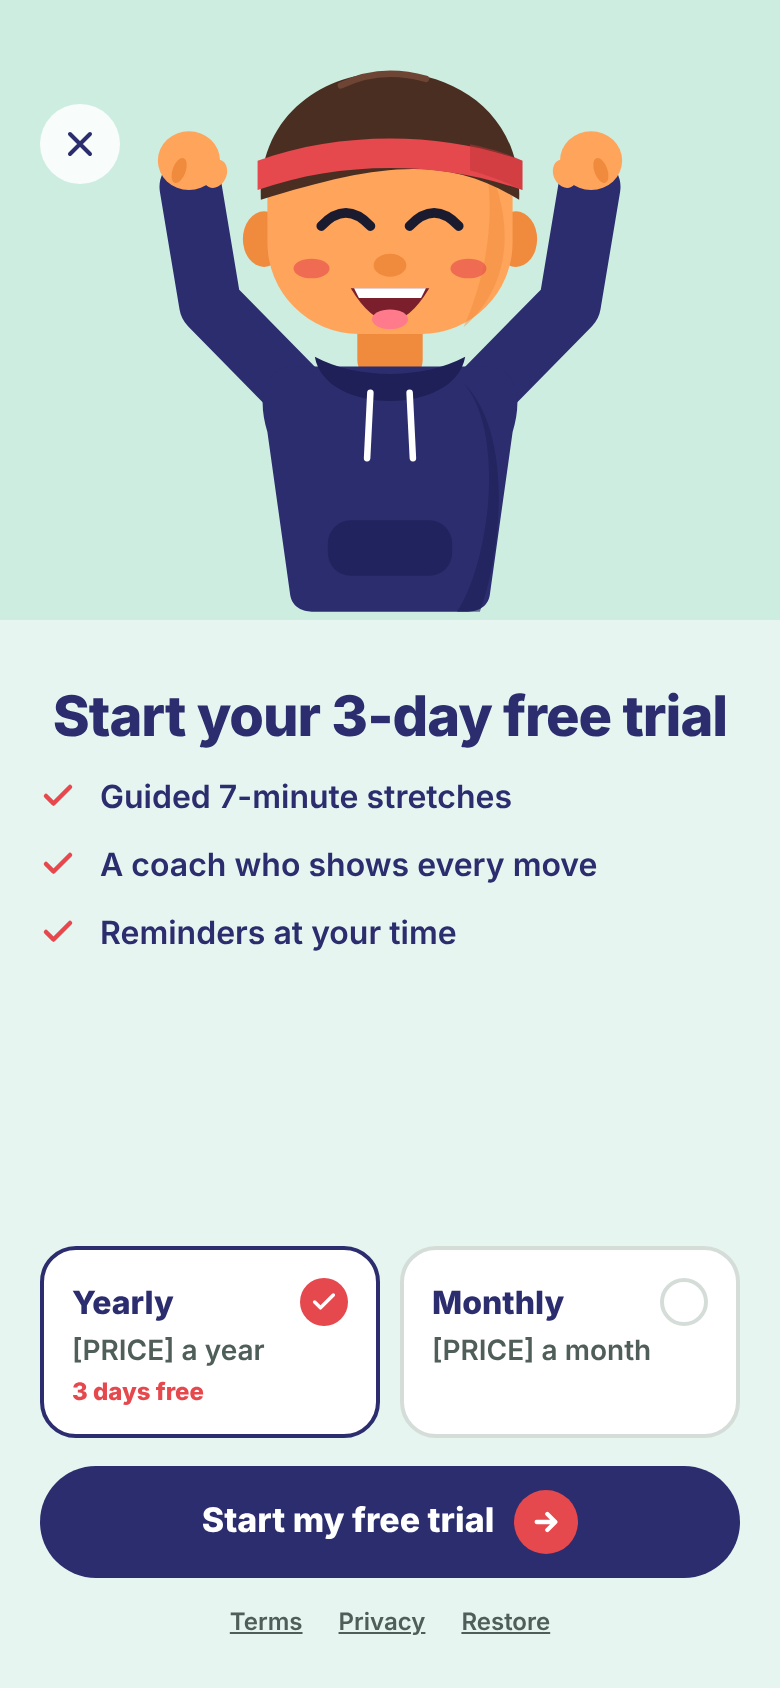 Start your 3-day free trial
Guided 7-minute stretches
A coach who shows every move
Reminders at your time
Yearly
[PRICE] a year
3 days free
Monthly
[PRICE] a month
Start my free trial
Terms Privacy Restore